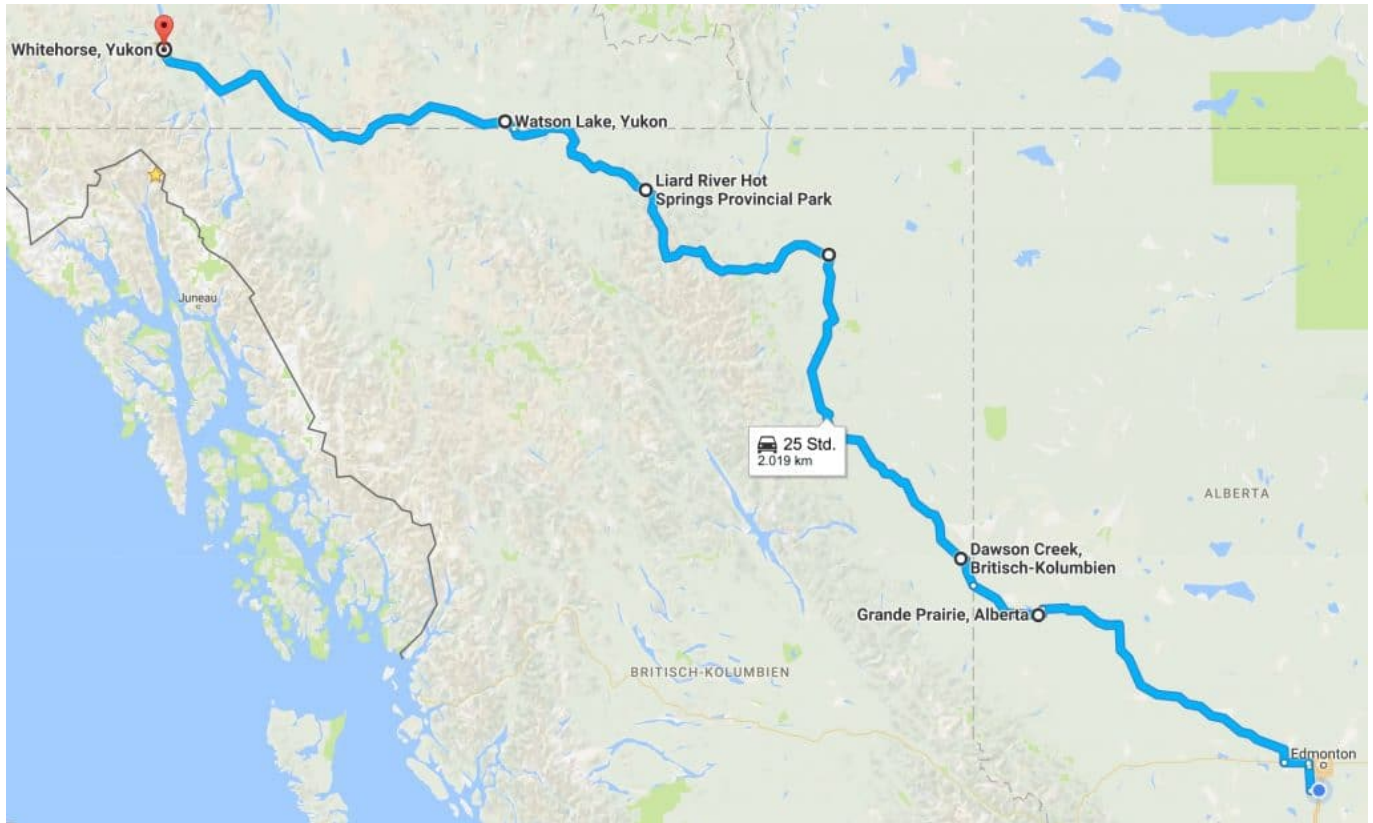 Whitehorse, Yukon
Watson Lake, Yukon
Liard River Hot
Springs Provincial Park
Juneau
25 Std.
2.019 km
ALBERTA
Dawson Creek,
Britisch-Kolumbien
Grande Prairie, Alberta
BRITISCH-KOLUMBIEN
Edmonton